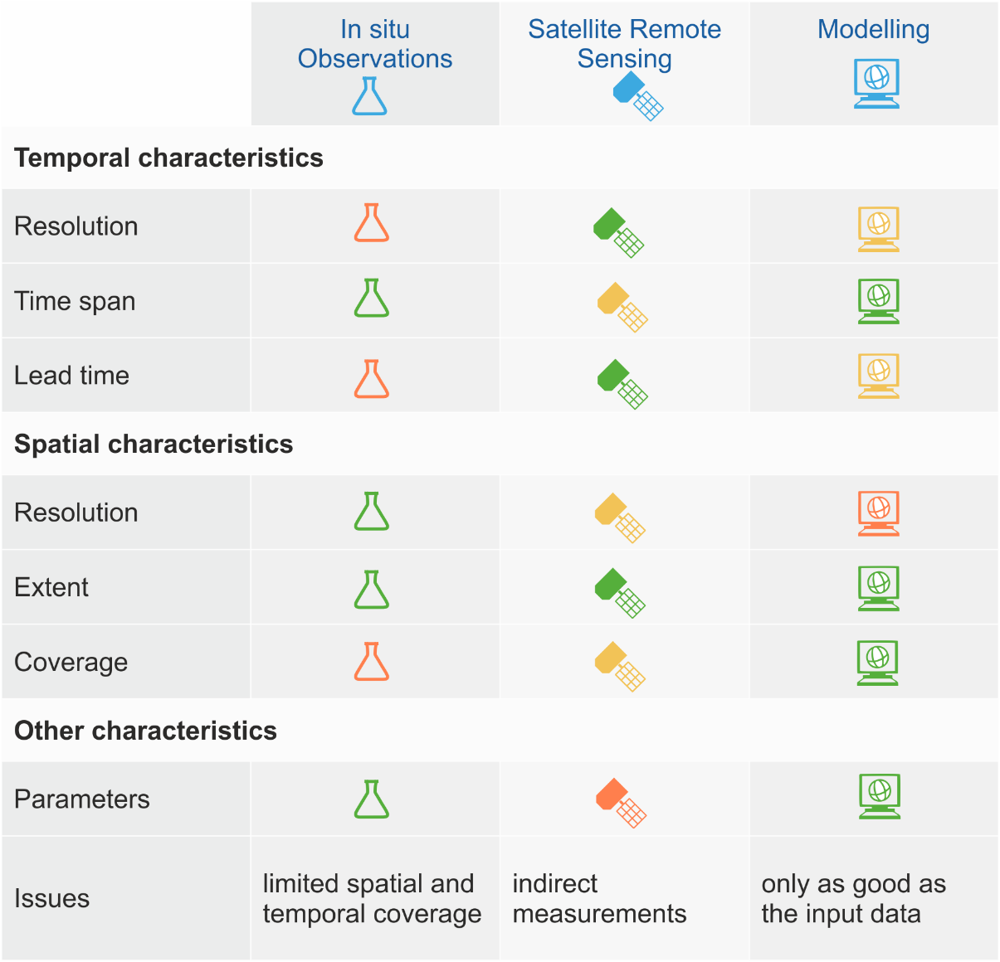 In situ
Observations
Satellite Remote
Sensing
Modelling
Temporal characteristics
Resolution
Time span
Lead time
Spatial characteristics
Resolution
Extent
Coverage
Other characteristics
Parameters
Issues
limited spatial and
temporal coverage
indirect
measurements
only as good as
the input data